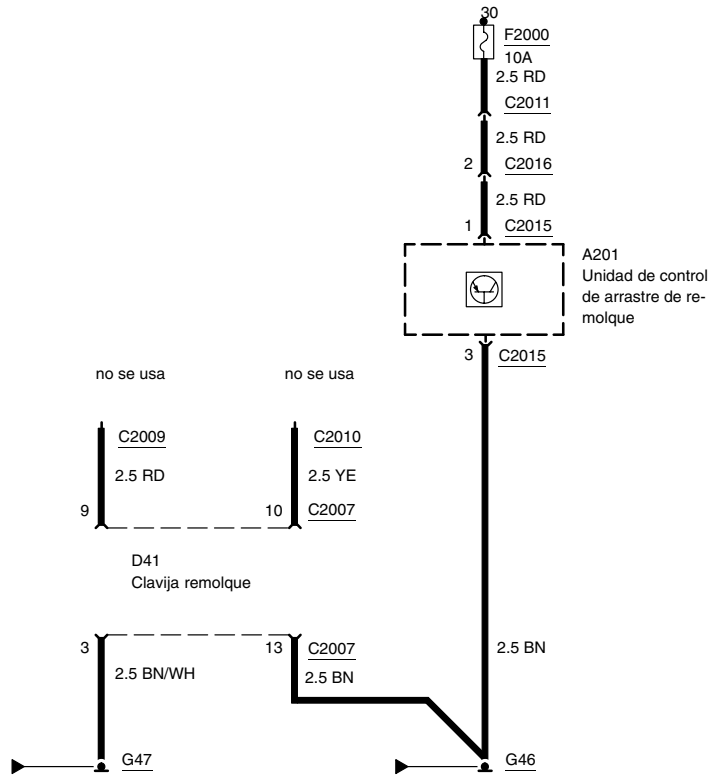 30
F2000
10A
2.5 RD
C2011
2.5 RD
2 C2016
2.5 RD
1 C2015
A201
Unidad de control
de arrastre de re-
molque
3 C2015
no se usa no se usa
C2009 C2010
2.5 RD 2.5 YE
9 10 C2007
D41
Clavija remolque
3 13 C2007 2.5 BN
2.5 BN/WH 2.5 BN
G47 G46